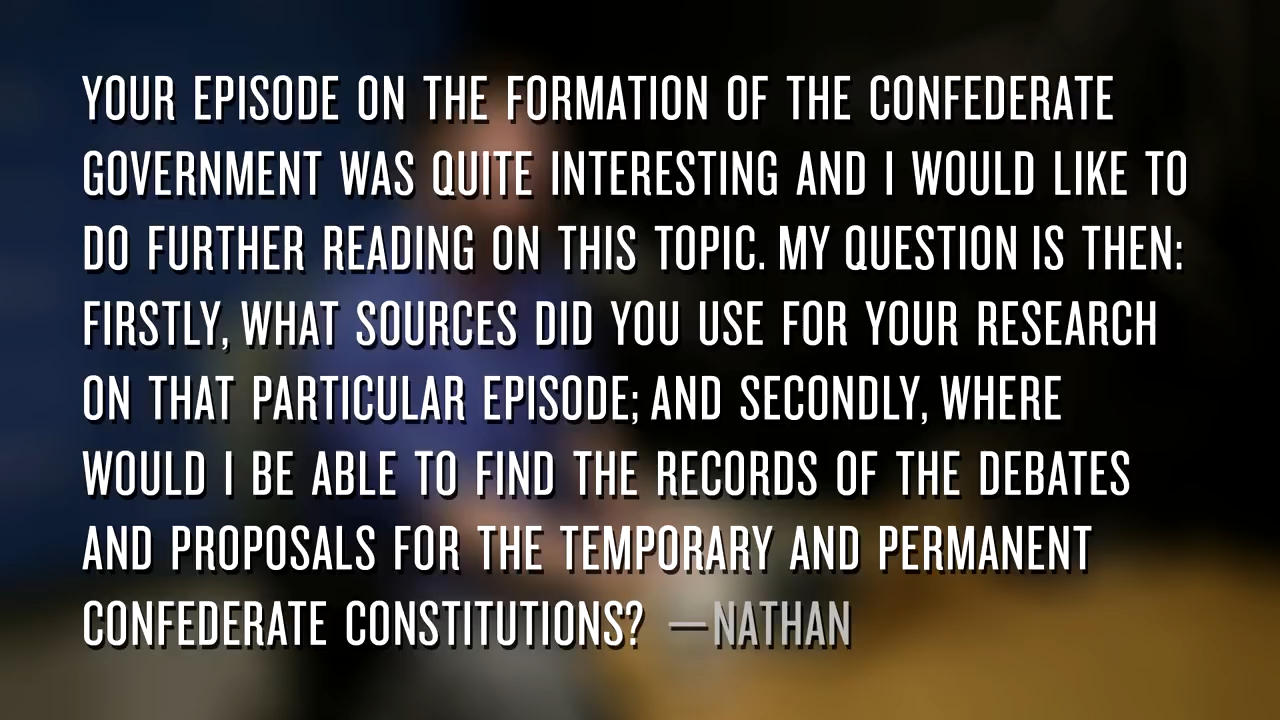 YOUR EPISODE ON THE FORMATION OF THE CONFEDERATE
GOVERNMENT WAS QUITE INTERESTING AND I WOULD LIKE TO
DO FURTHER READING ON THIS TOPIC. MY QUESTION IS THEN:
FIRSTLY, WHAT SOURCES DID YOU USE FOR YOUR RESEARCH
ON THAT PARTICULAR EPISODE; AND SECONDLY, WHERE
WOULD I BE ABLE TO FIND THE RECORDS OF THE DEBATES
AND PROPOSALS FOR THE TEMPORARY AND PERMANENT
CONFEDERATE CONSTITUTIONS? —NATHAN